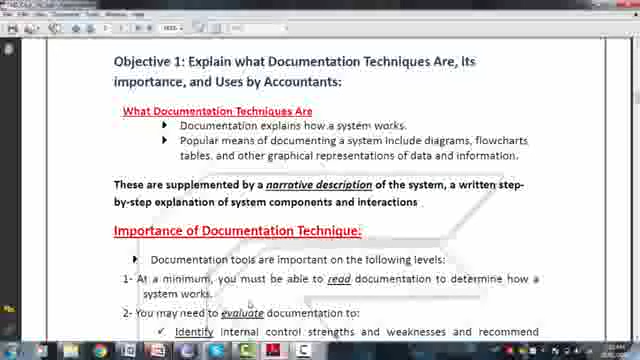 Objective 1: Explain what Documentation Techniques Are, its
importance, and Uses by Accountants:
What Documentation Techniques Are
Documentation explains how a system works.
Popular means of documenting a system include diagrams, flowcharts
tables, and other graphical representations of data and information.
These are supplemented by a narrative description of the system, a written step-
by-step explanation of system components and interactions
Importance of Documentation Technique:
Documentation tools are important on the following levels:
1- At a minimum, you must be able to read documentation to determine how a
system works.
2- You may need to evaluate documentation to:
Identify internal control strengths and weaknesses and recommend